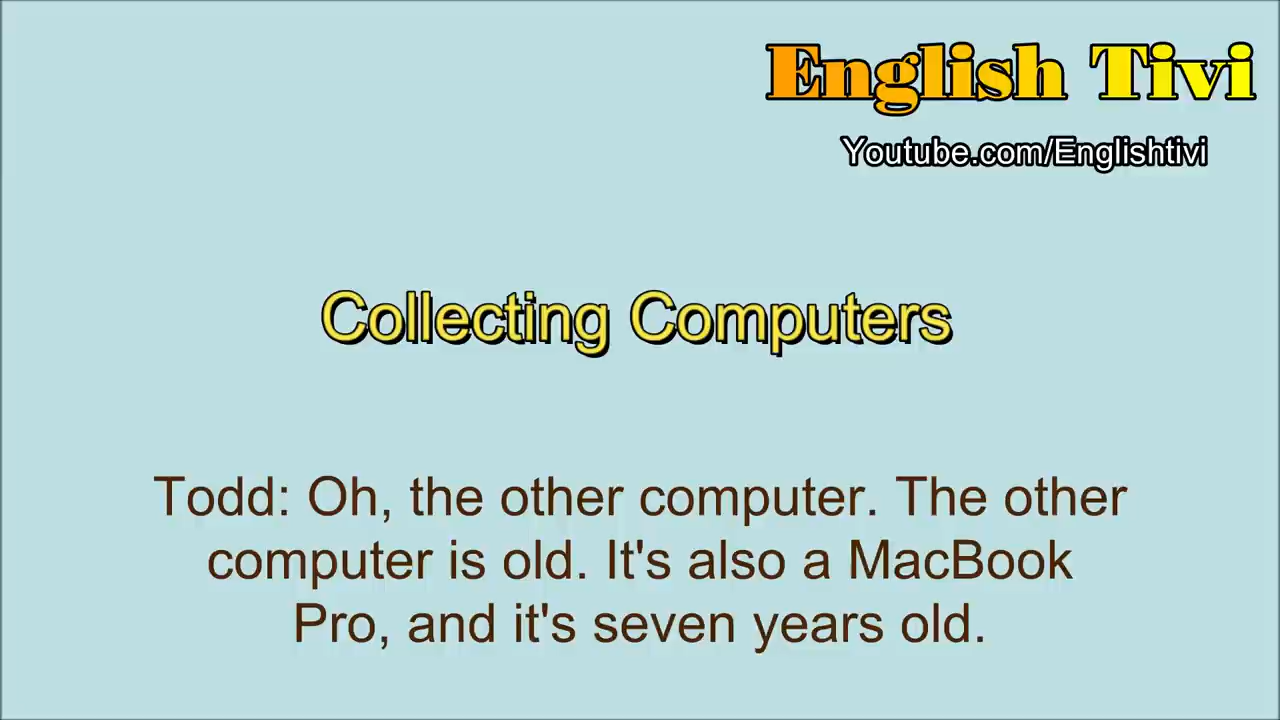 English Tivi
Youtube.com/Englishtivi
Collecting Computers
Todd: Oh, the other computer. The other
computer is old. It's also a MacBook
Pro, and it's seven years old.